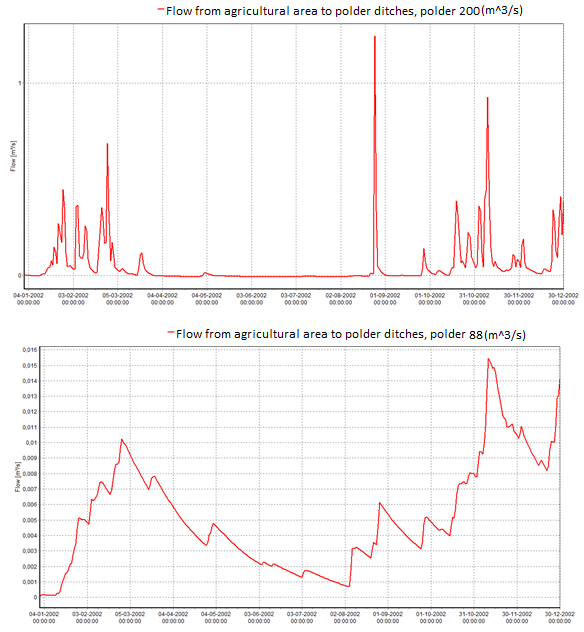 Flow from agricultural area to polder ditches, polder 200(m^3/s)
1
Flow [m³/s]
0
04-01-2002 03-02-2002 05-03-2002 04-04-2002 04-05-2002 03-06-2002 03-07-2002 02-08-2002 01-09-2002 01-10-2002 31-10-2002 30-11-2002 30-12-2002
00:00:00 00:00:00 00:00:00 00:00:00 00:00:00 00:00:00 00:00:00 00:00:00 00:00:00 00:00:00 00:00:00 00:00:00 00:00:00
Flow from agricultural area to polder ditches, polder 88(m^3/s)
0,016
0,015
0,014
0,013
0,012
0,011
0,01
0,009
0,008
Flow [m³/s]
0,007
0,006
0,005
0,004
0,003
0,002
0,001
0
04-01-2002 03-02-2002 05-03-2002 04-04-2002 04-05-2002 03-06-2002 03-07-2002 02-08-2002 01-09-2002 01-10-2002 31-10-2002 30-11-2002 30-12-2002
00:00:00 00:00:00 00:00:00 00:00:00 00:00:00 00:00:00 00:00:00 00:00:00 00:00:00 00:00:00 00:00:00 00:00:00 00:00:00